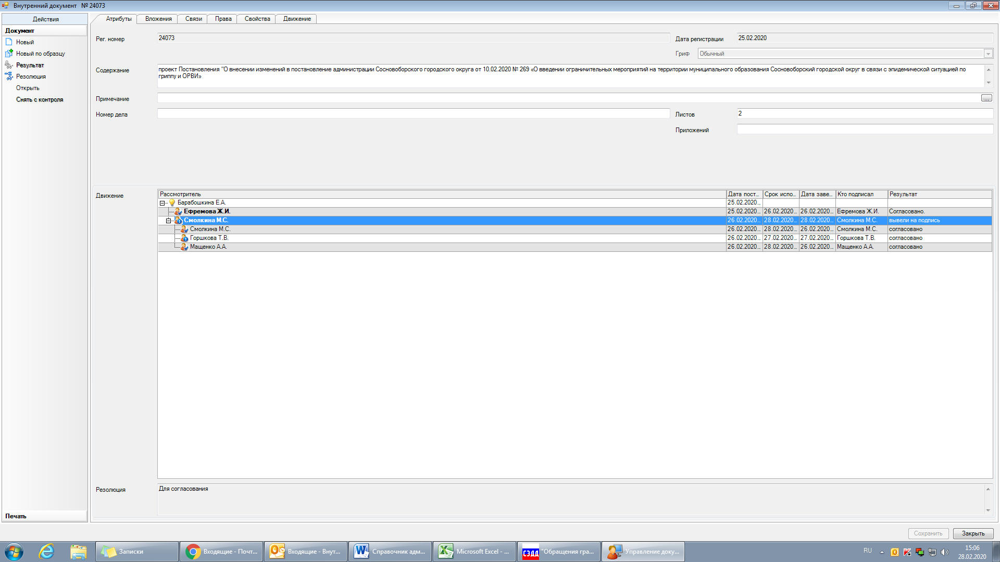 Внутренний документ № 24073
Действия
Документ
Новый
Новый по образцу
Результат
Резолюция
Открыть
Снять с контроля
Печать
Атрибуты Вложения Связи Права Свойства Движение
Рег. номер 24073 Дата регистрации 25.02.2020
Гриф Обычный
Содержание проект Постановления "О внесении изменений в постановление администрации Сосновоборского городского округа от 10.02.2020 № 269 «О введении ограничительных мероприятий на территории муниципального образования Сосновоборский городской округ в связи с эпидемической ситуацией по
гриппу и ОРВИ»
Примечание ...
Номер дела Листов 2
Приложений
Движение
Рассмотритель Дата пост... Срок испо... Дата заве... Кто подписал Результат
Барабошкина Е.А. 25.02.2020...
Ефремова Ж.И. 25.02.2020... 26.02.2020... 26.02.2020... Ефремова Ж.И. Согласовано.
Смолкина М.С. 26.02.2020... 28.02.2020... 28.02.2020... Смолкина М.С. вывели на подпись
Смолкина М.С. 26.02.2020... 28.02.2020... 26.02.2020... Смолкина М.С. согласовано
Горшкова Т.В. 26.02.2020... 27.02.2020... 27.02.2020... Горшкова Т.В. согласовано
Мащенко А.А. 26.02.2020... 28.02.2020... 26.02.2020... Мащенко А.А. согласовано
Резолюция Для согласования
Сохранить Закрыть
Записки Входящие - Почт... Входящие - Внут... Справочник адм... Microsoft Excel - ... СЭДД "Обращения гра... Управление доку... RU 15:06
28.02.2020